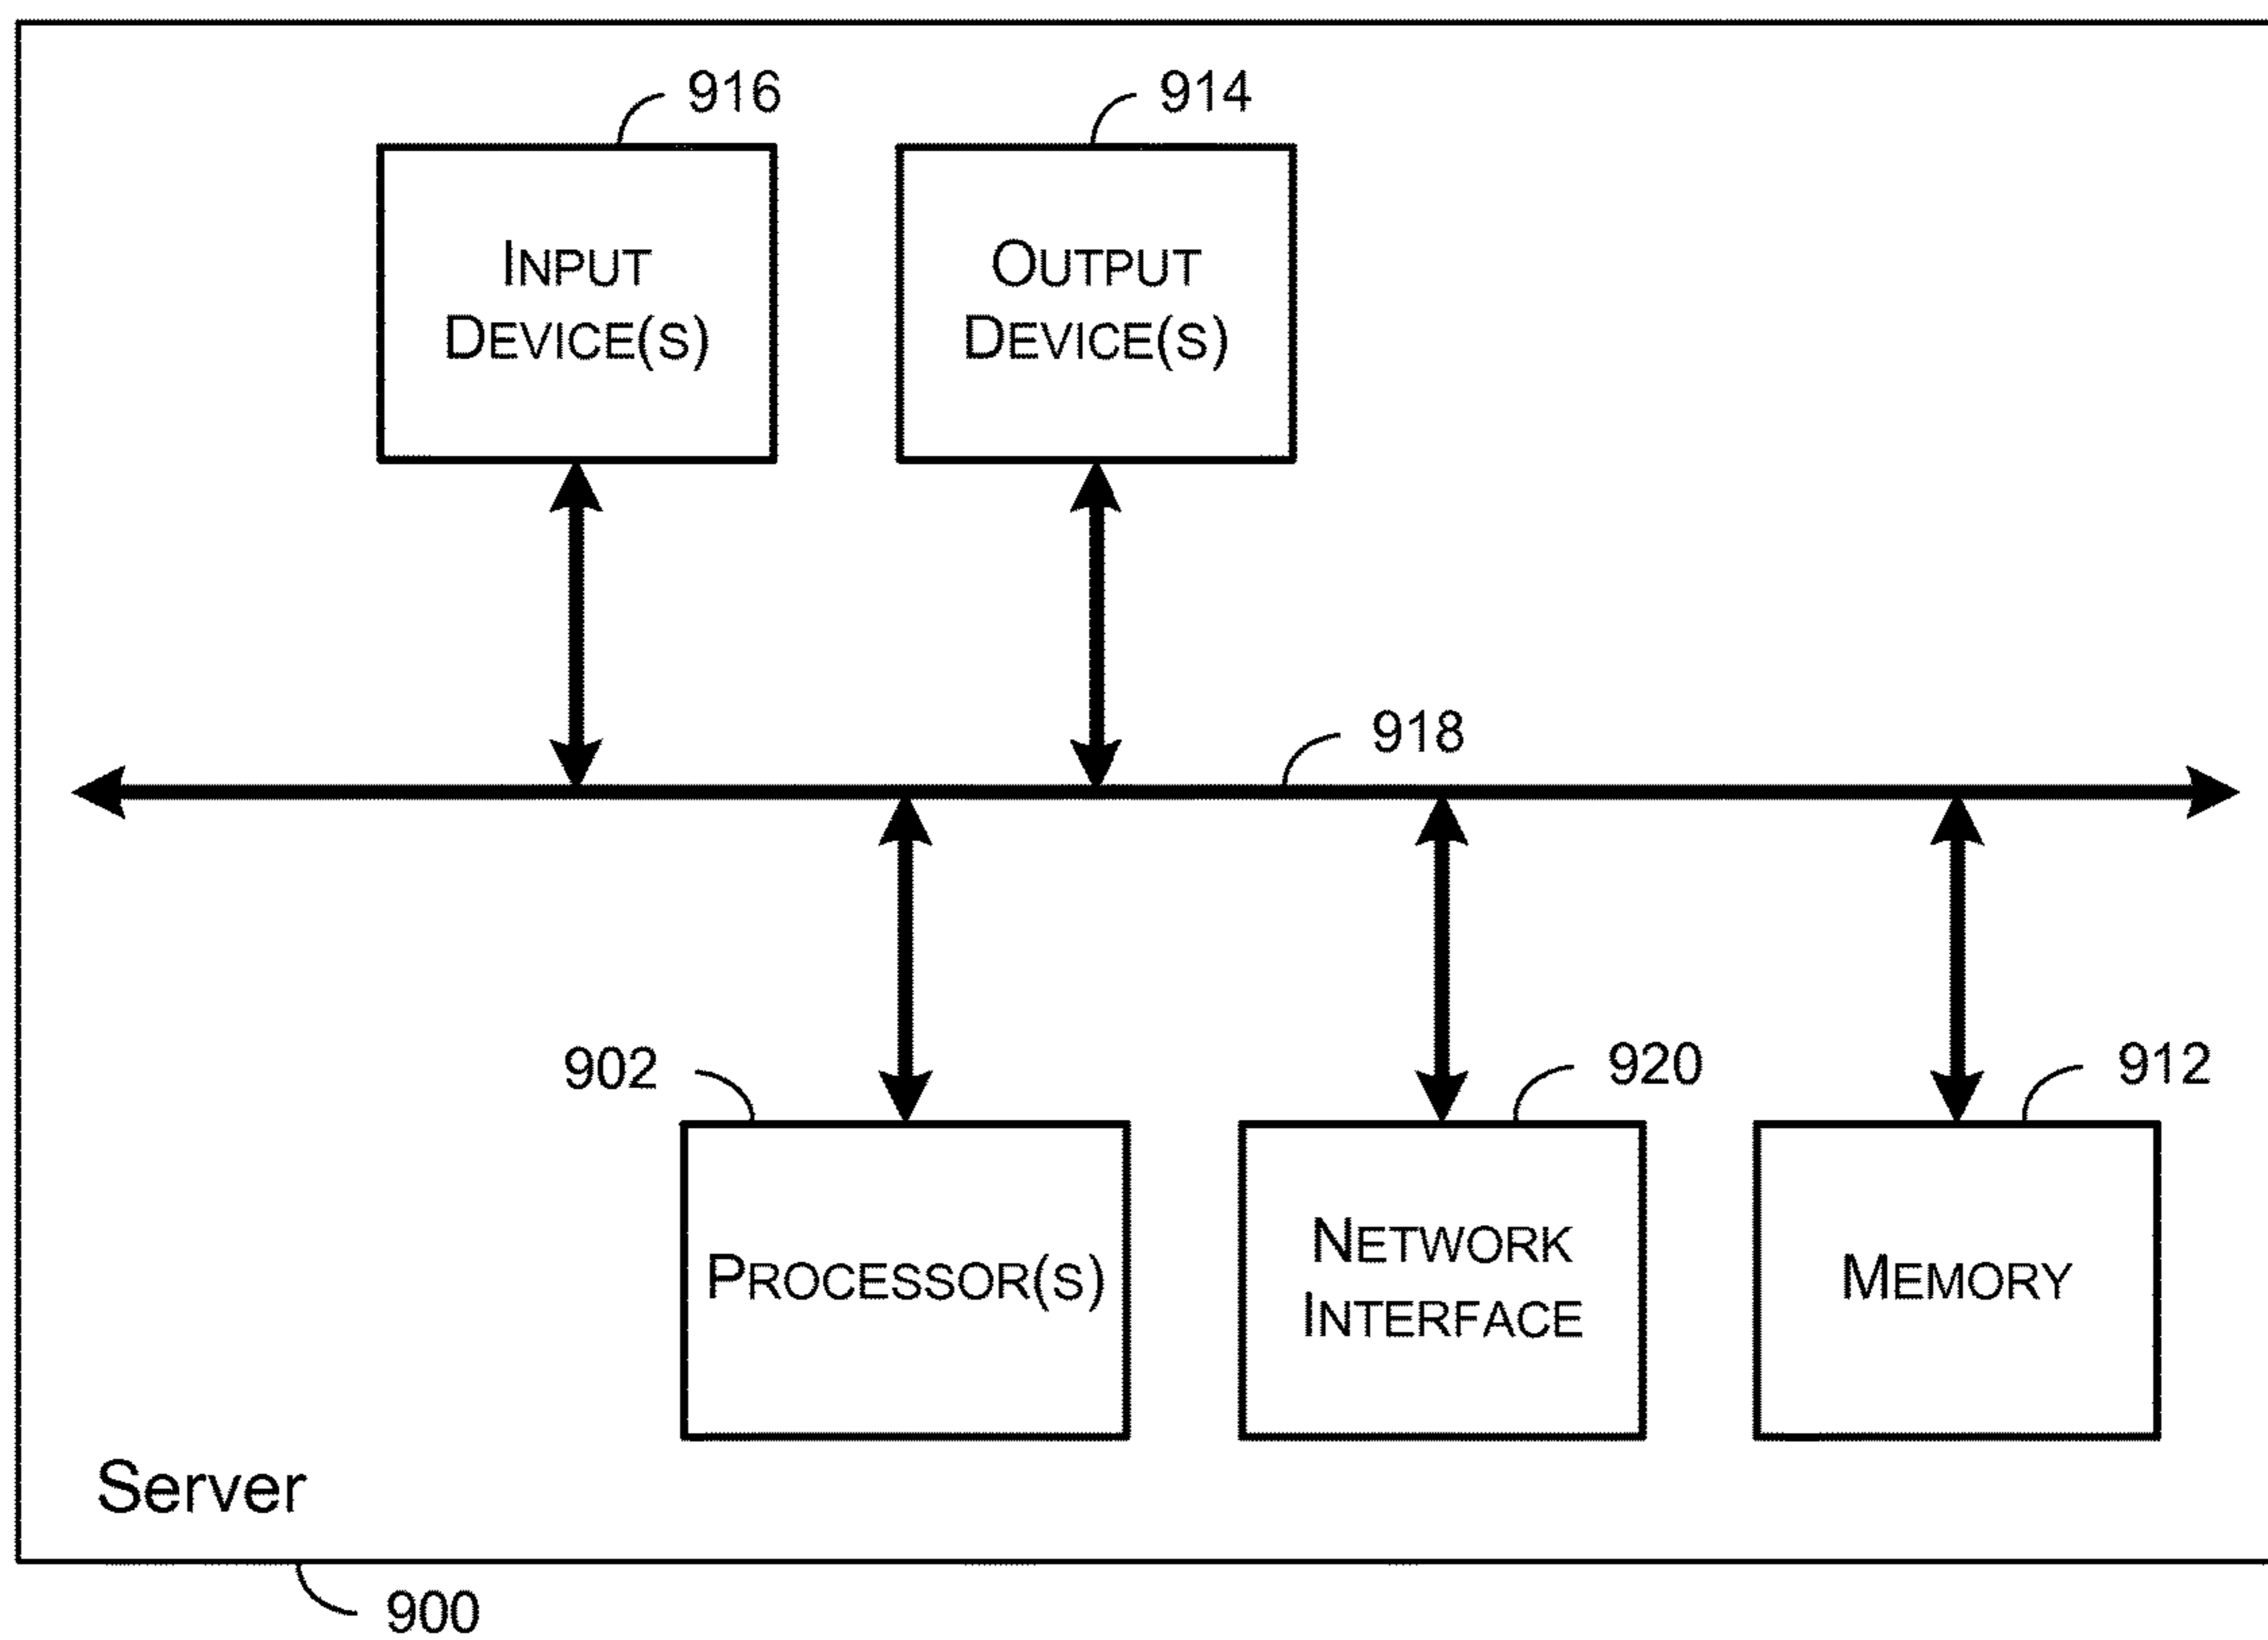 916
914
INPUT
DEVICE(S)
OUTPUT
DEVICE(S)
918
902
920
912
PROCESSOR(S)
NETWORK
INTERFACE
MEMORY
Server
900